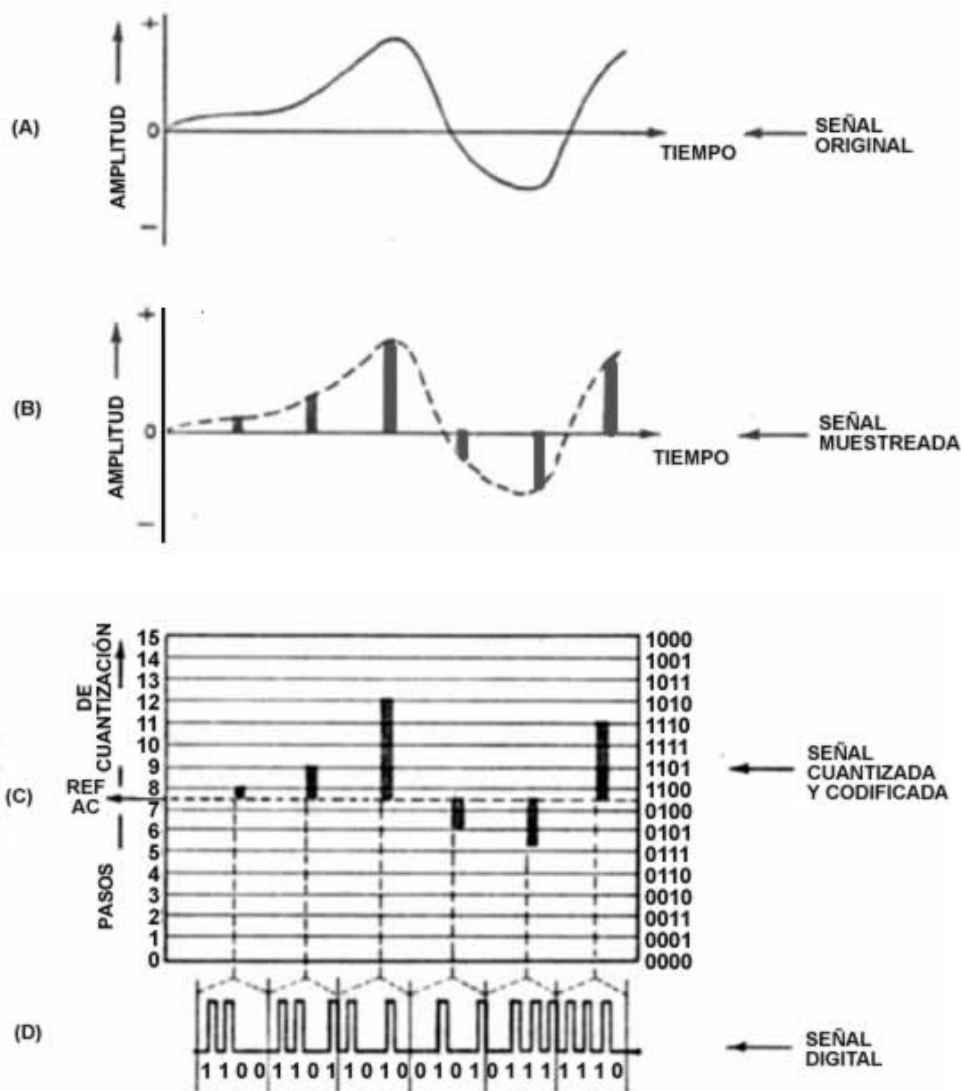 +
AMPLITUD
(A)
0
TIEMPO
SEÑAL
ORIGINAL
−
+
AMPLITUD
(B)
0
TIEMPO
SEÑAL
MUESTREADA
−
DE
CUANTIZACIÓN
PASOS
(C)
REF
AC
15 1000
14 1001
13 1011
12 1010
11 1110
10 1111
9 1101
8 1100
7 0100
6 0101
5 0111
4 0110
3 0010
2 0011
1 0001
0 0000
SEÑAL
CUANTIZADA
Y CODIFICADA
(D)
1 1 0 0 1 1 0 1 1 0 1 0 0 1 0 1 0 1 1 1 1 1 1 0
SEÑAL
DIGITAL